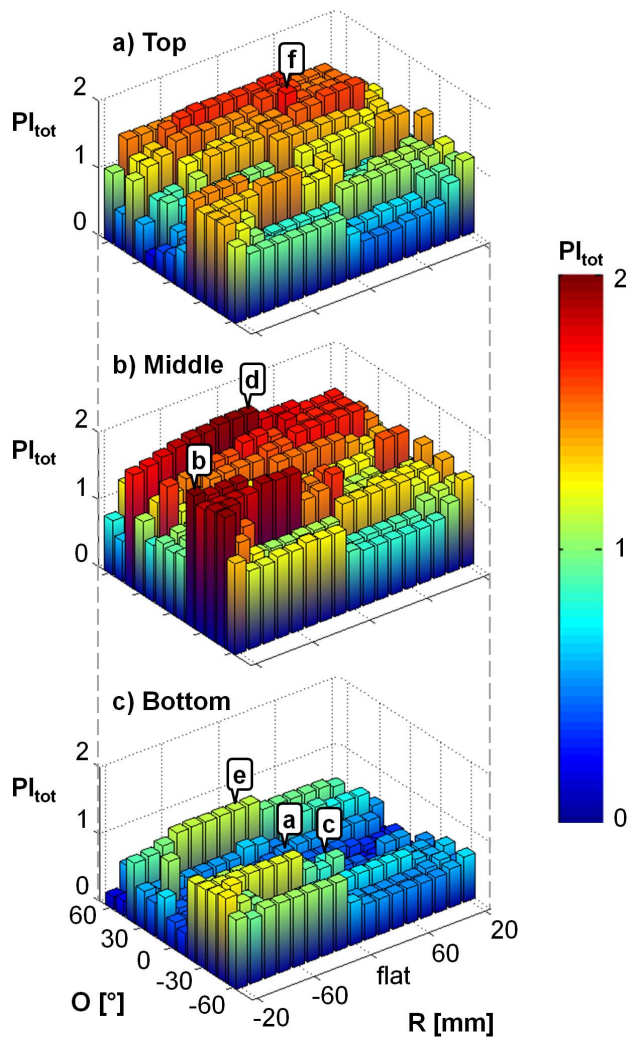 a) Top
f
2
PItot
1
0
PItot
2
1
0
b) Middle
d
b
2
PItot
1
0
c) Bottom
2
PItot
e
a
c
1
0
60
30
0
-30
-60
O [°]
-20
-60
flat
60
20
R [mm]